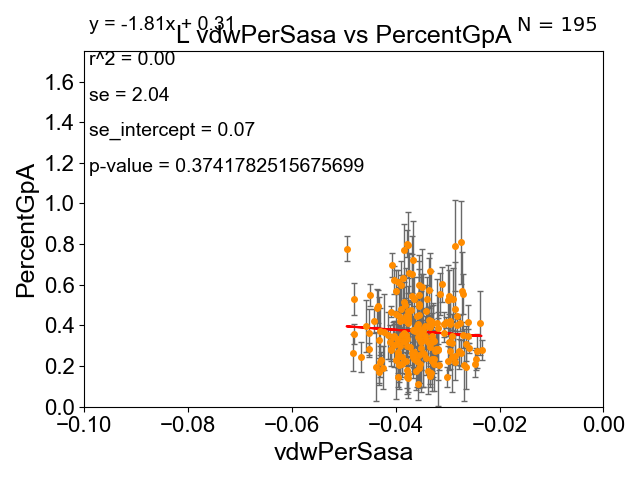 y = -1.81x + 0.31
N = 195
L vdwPerSasa vs PercentGpA
r^2 = 0.00
se = 2.04
se_intercept = 0.07
p-value = 0.3741782515675699
PercentGpA
1.6
1.4
1.2
1.0
0.8
0.6
0.4
0.2
0.0
−0.10 −0.08 −0.06 −0.04 −0.02 0.00
vdwPerSasa